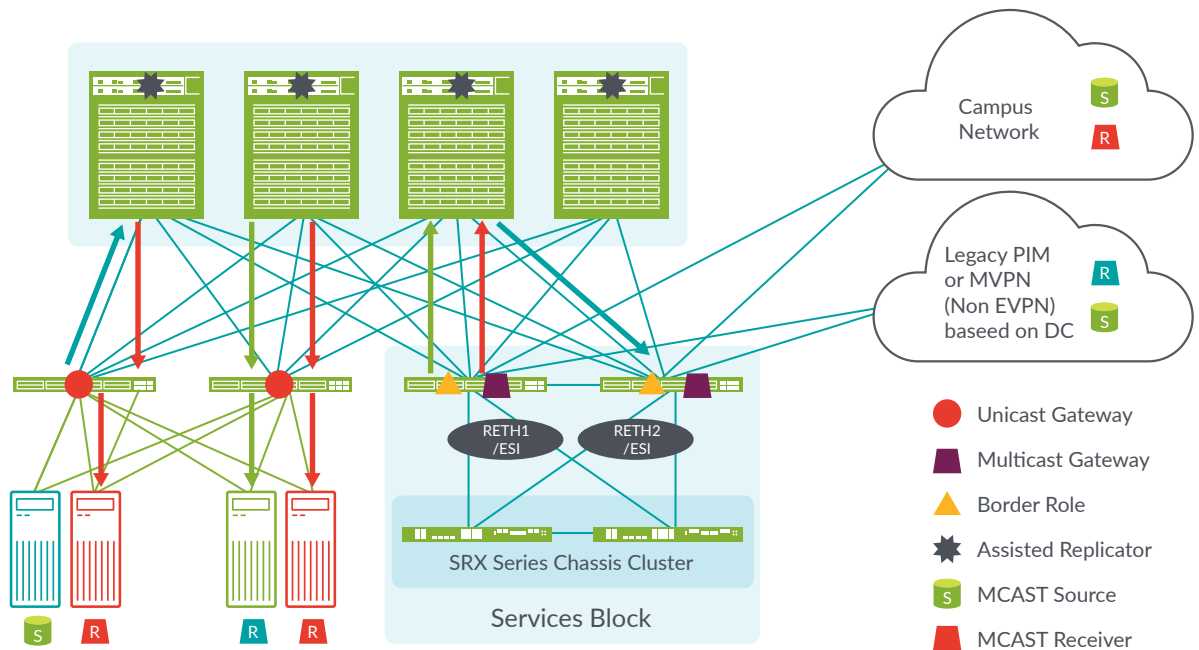 Campus
Network
S
R
Legacy PIM
or MVPN
(Non EVPN)
baseed on DC
R
S
RETH1
/ESI
RETH2
/ESI
SRX Series Chassis Cluster
Services Block
S
R
R
R
Unicast Gateway
Multicast Gateway
Border Role
Assisted Replicator
S
MCAST Source
MCAST Receiver